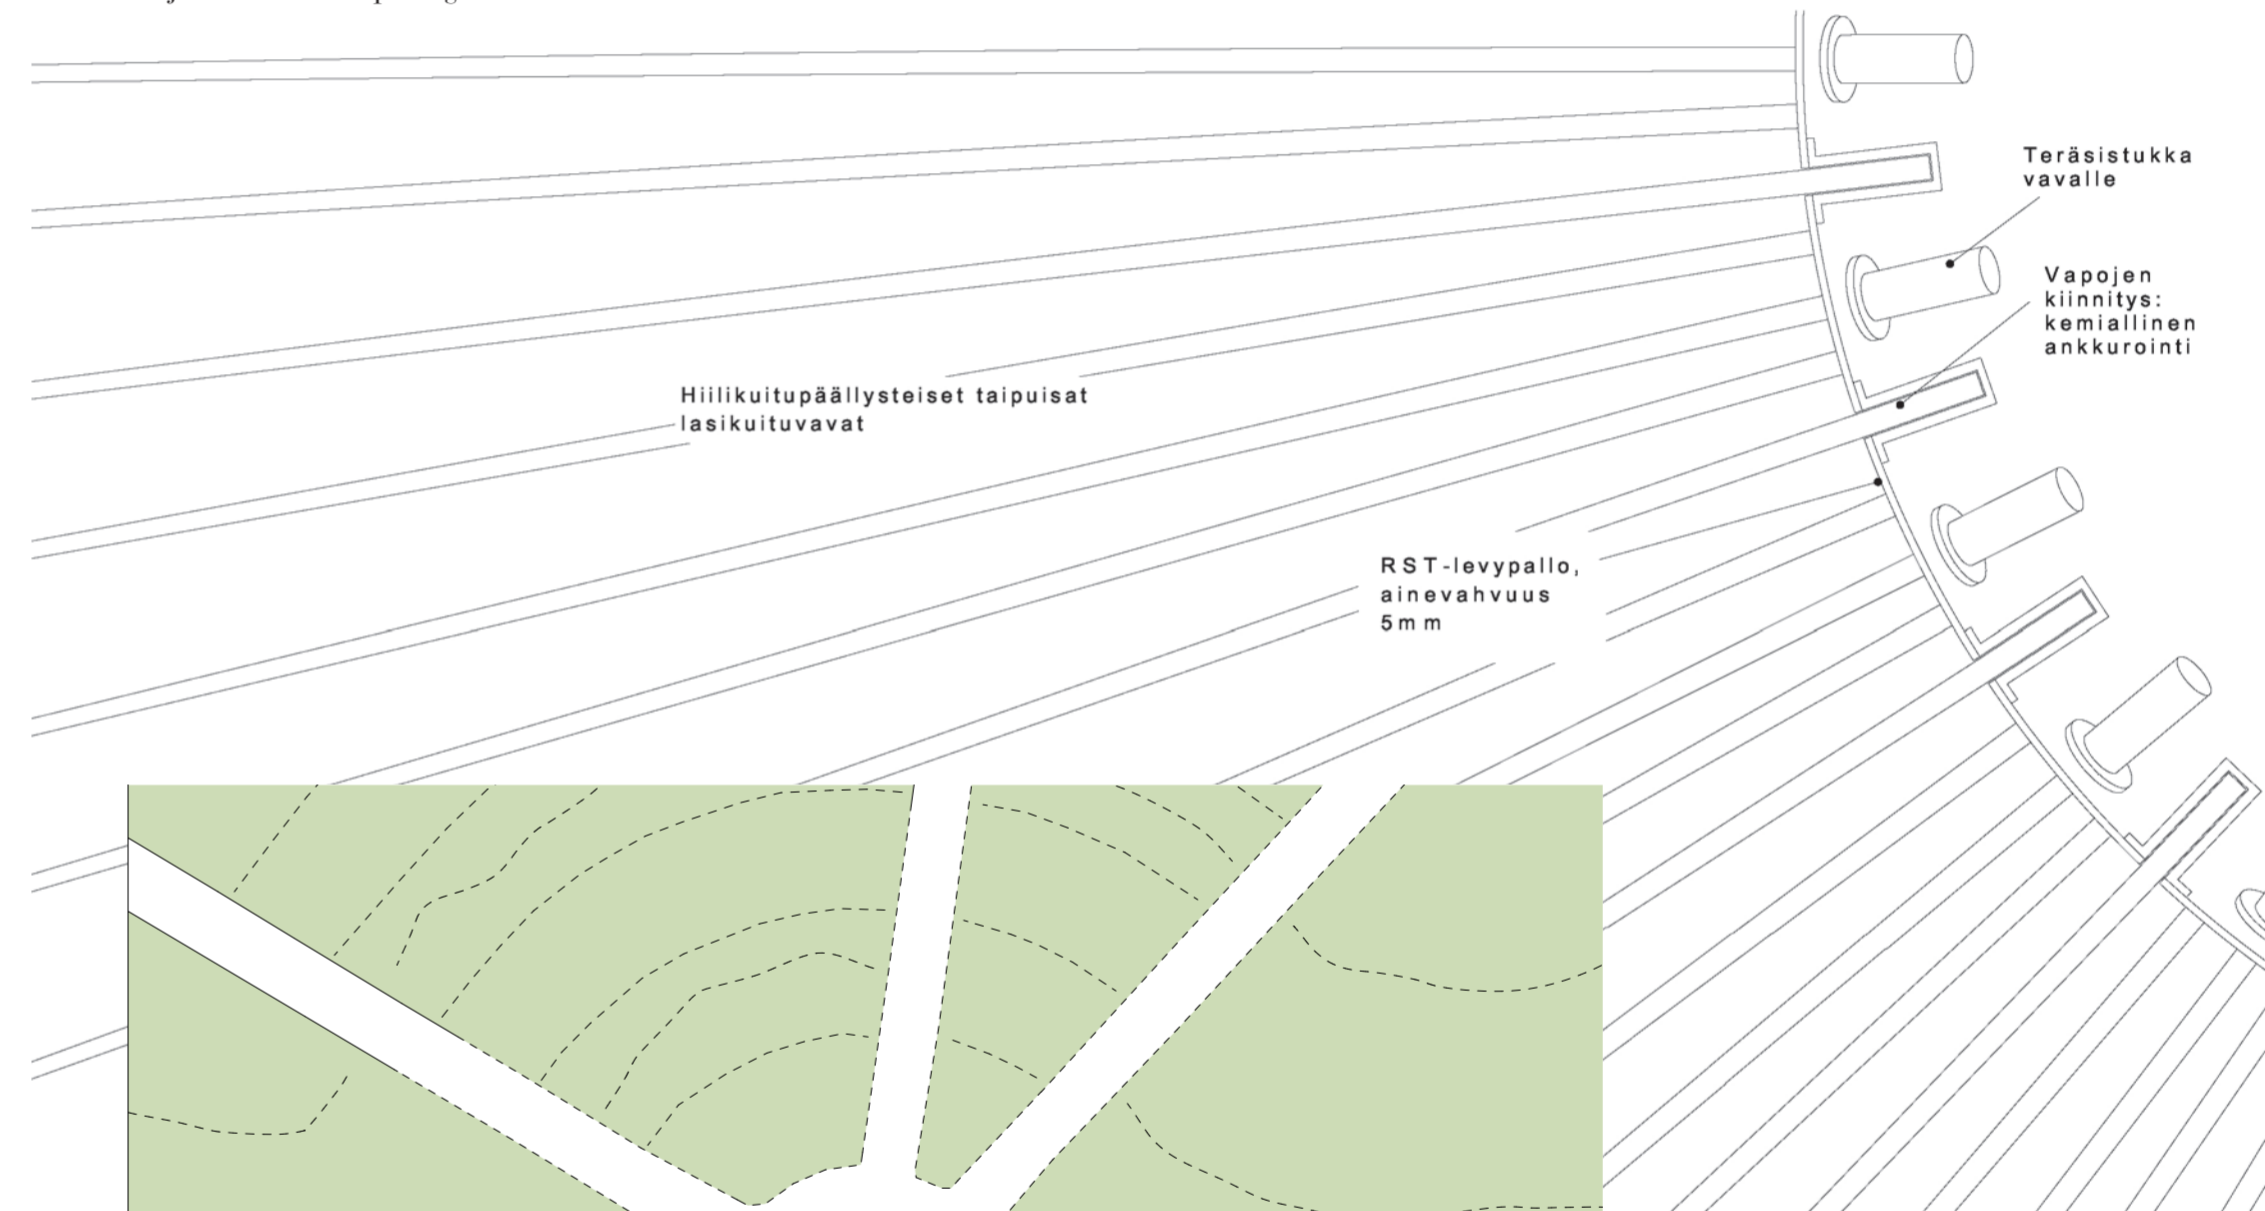 Teräsistukka
vavalle
Vapojen
kiinnitys:
kemiallinen
ankkurointi
Hiilikuitupäällysteiset taipuisat
lasikuituvavat
RST-levypallo,
ainevahvuus
5mm